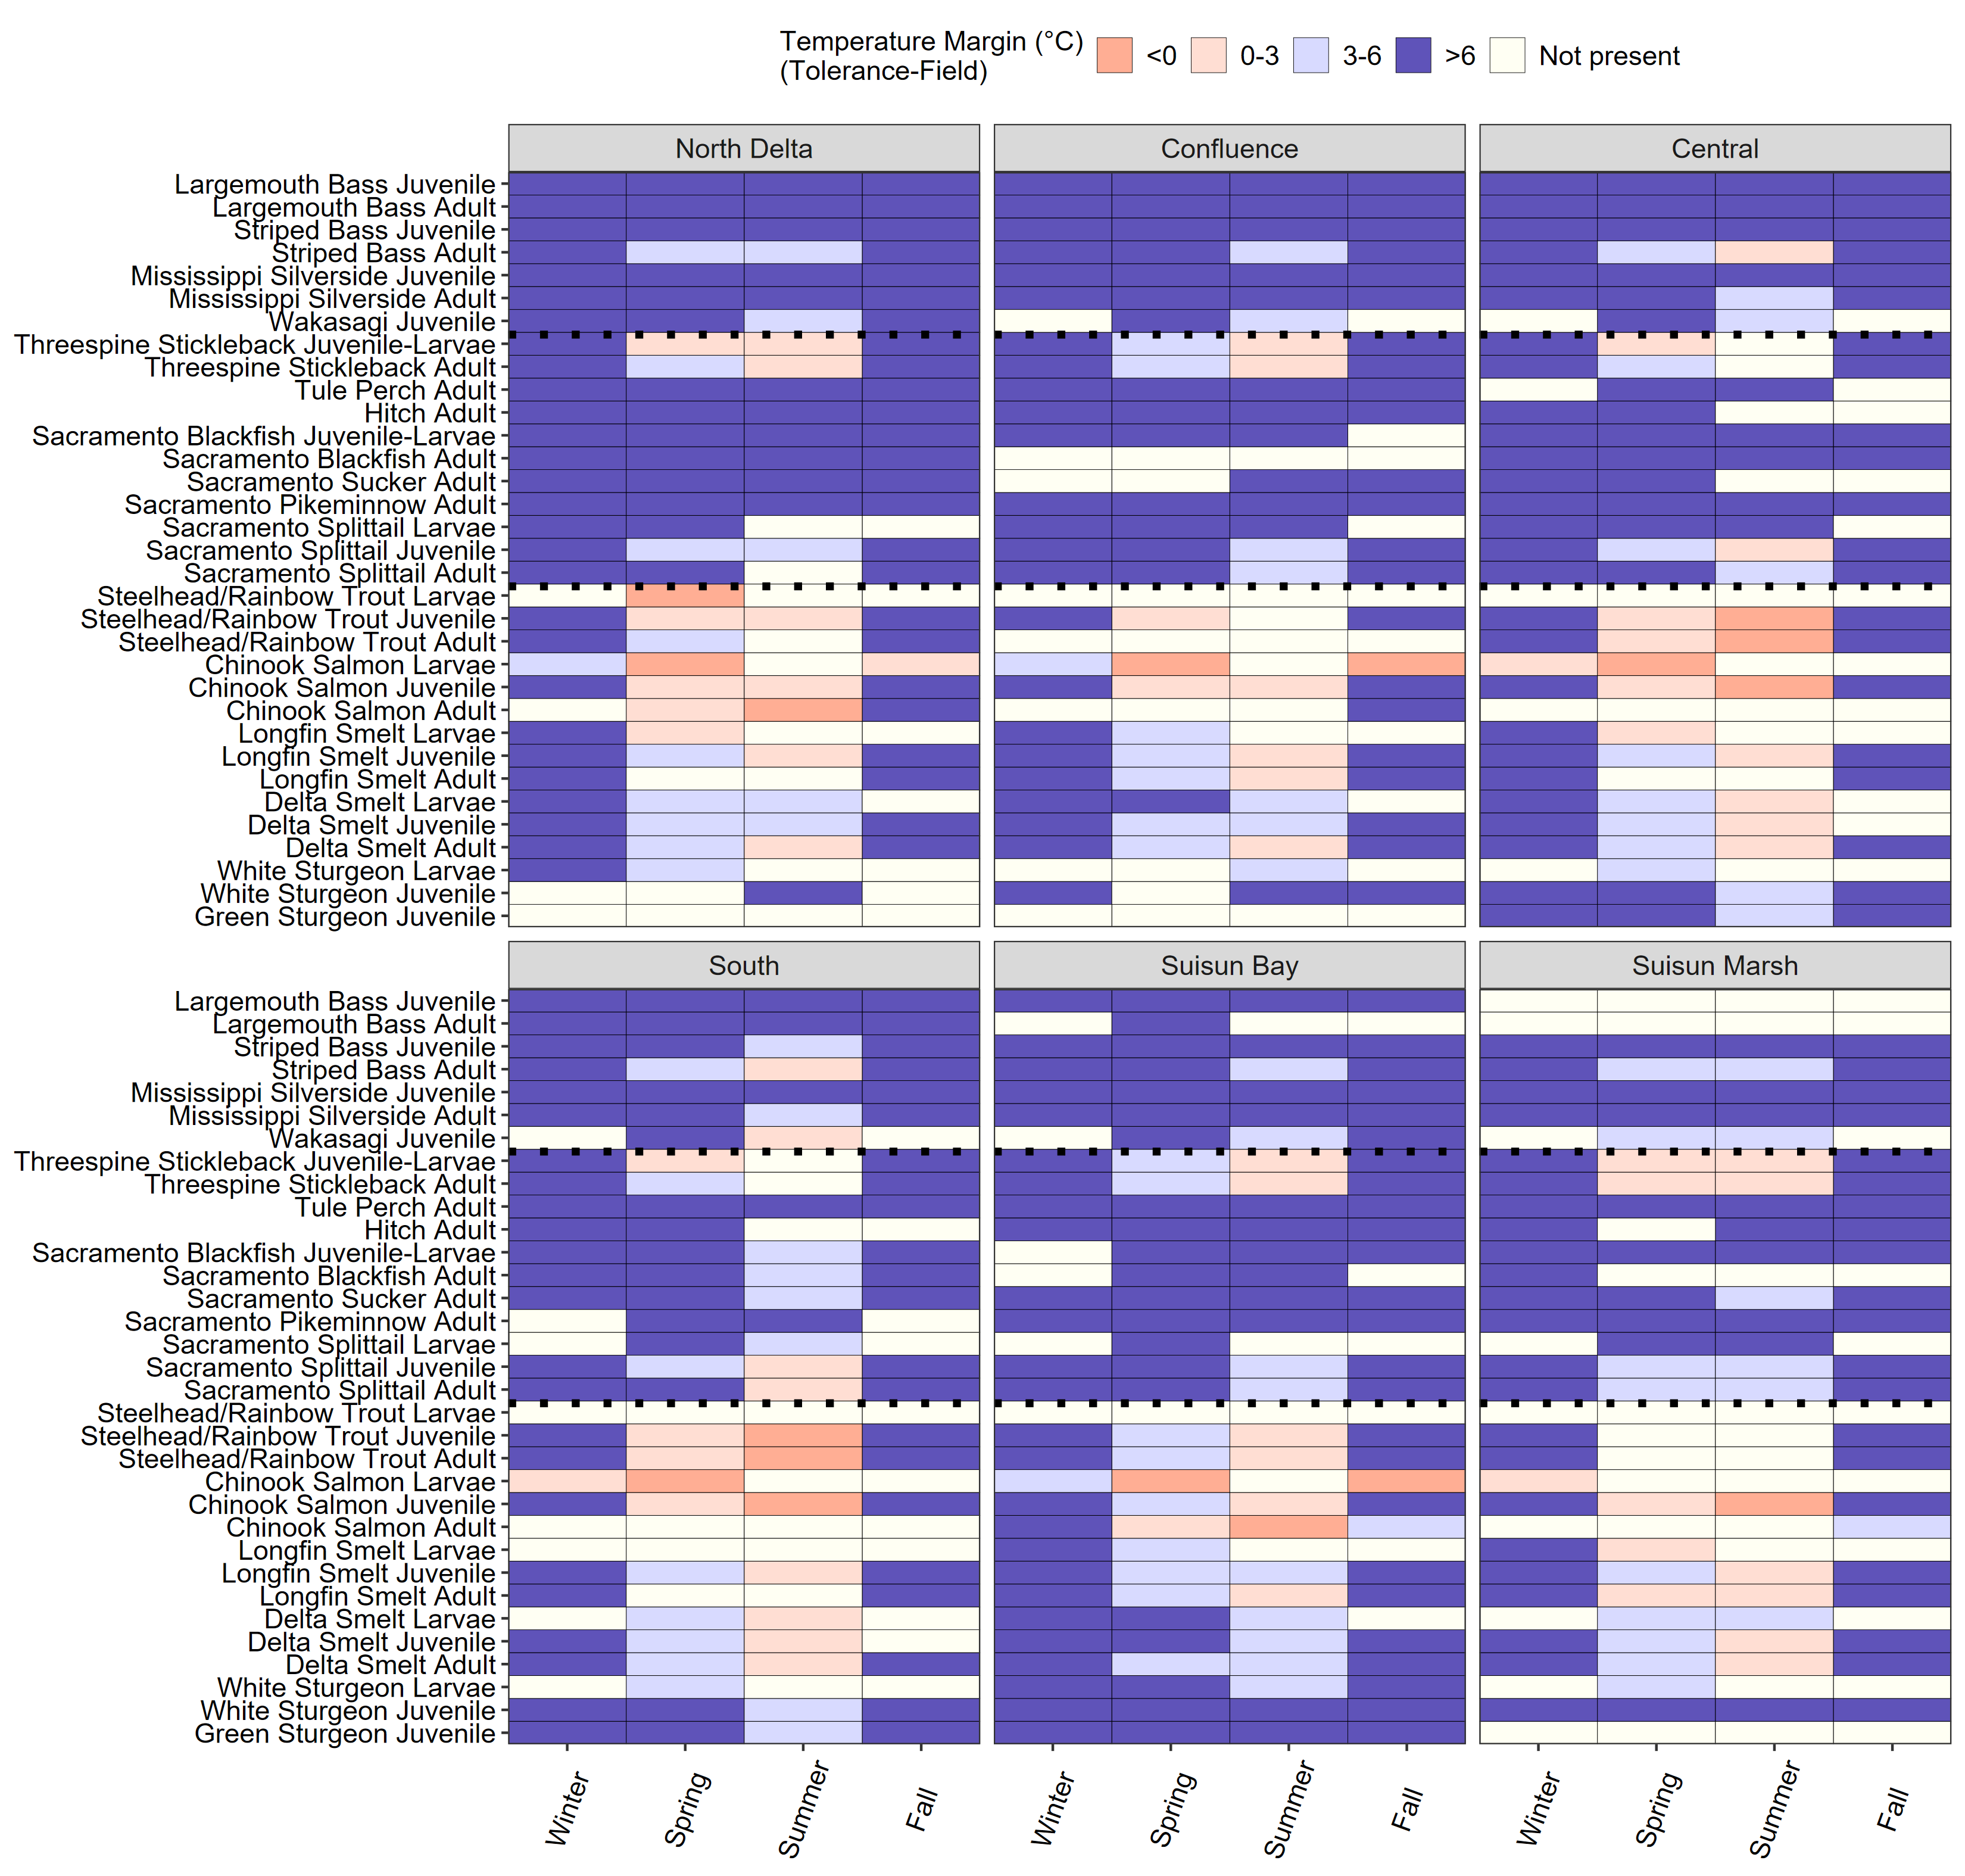 Temperature Margin (°C)
(Tolerance-Field)
<0
0-3
3-6
>6
Not present
North Delta
Confluence
Central
Largemouth Bass Juvenile
Largemouth Bass Adult
Striped Bass Juvenile
Striped Bass Adult
Mississippi Silverside Juvenile
Mississippi Silverside Adult
Wakasagi Juvenile
Threespine Stickleback Juvenile-Larvae
Threespine Stickleback Adult
Tule Perch Adult
Hitch Adult
Sacramento Blackfish Juvenile-Larvae
Sacramento Blackfish Adult
Sacramento Sucker Adult
Sacramento Pikeminnow Adult
Sacramento Splittail Larvae
Sacramento Splittail Juvenile
Sacramento Splittail Adult
Steelhead/Rainbow Trout Larvae
Steelhead/Rainbow Trout Juvenile
Steelhead/Rainbow Trout Adult
Chinook Salmon Larvae
Chinook Salmon Juvenile
Chinook Salmon Adult
Longfin Smelt Larvae
Longfin Smelt Juvenile
Longfin Smelt Adult
Delta Smelt Larvae
Delta Smelt Juvenile
Delta Smelt Adult
White Sturgeon Larvae
White Sturgeon Juvenile
Green Sturgeon Juvenile
South
Suisun Bay
Suisun Marsh
Largemouth Bass Juvenile
Largemouth Bass Adult
Striped Bass Juvenile
Striped Bass Adult
Mississippi Silverside Juvenile
Mississippi Silverside Adult
Wakasagi Juvenile
Threespine Stickleback Juvenile-Larvae
Threespine Stickleback Adult
Tule Perch Adult
Hitch Adult
Sacramento Blackfish Juvenile-Larvae
Sacramento Blackfish Adult
Sacramento Sucker Adult
Sacramento Pikeminnow Adult
Sacramento Splittail Larvae
Sacramento Splittail Juvenile
Sacramento Splittail Adult
Steelhead/Rainbow Trout Larvae
Steelhead/Rainbow Trout Juvenile
Steelhead/Rainbow Trout Adult
Chinook Salmon Larvae
Chinook Salmon Juvenile
Chinook Salmon Adult
Longfin Smelt Larvae
Longfin Smelt Juvenile
Longfin Smelt Adult
Delta Smelt Larvae
Delta Smelt Juvenile
Delta Smelt Adult
White Sturgeon Larvae
White Sturgeon Juvenile
Green Sturgeon Juvenile
Winter
Spring
Summer
Fall
Winter
Spring
Summer
Fall
Winter
Spring
Summer
Fall